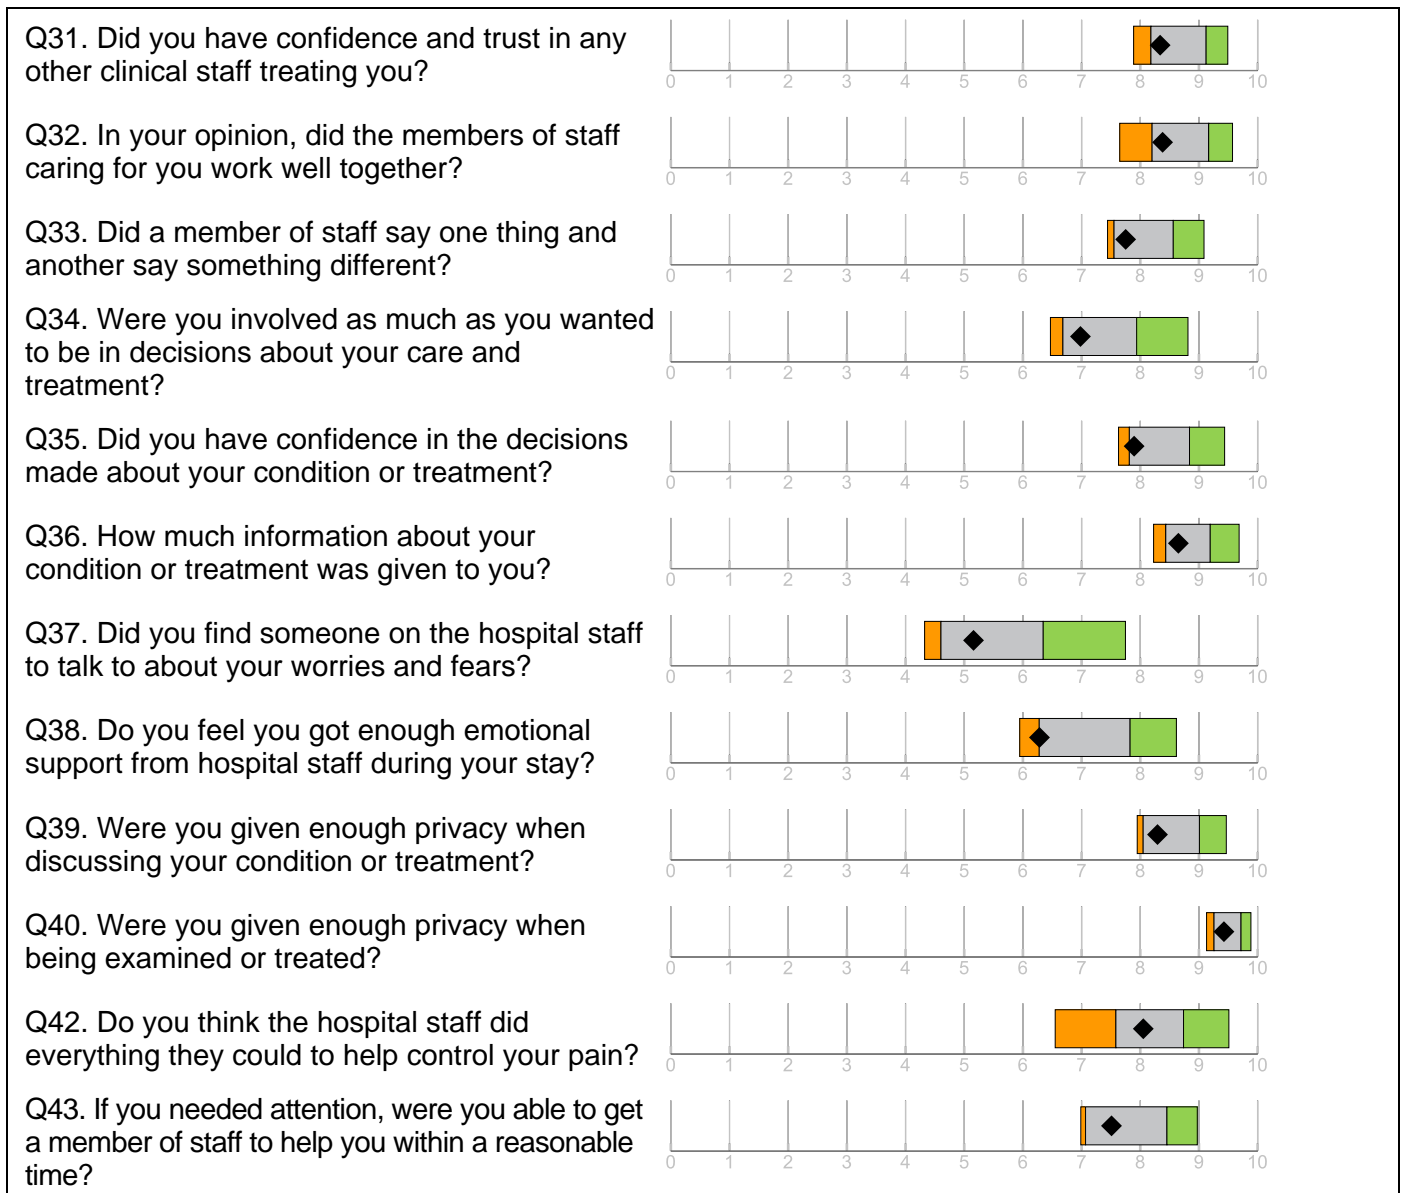 Q31. Did you have confidence and trust in any
other clinical staff treating you?
0 1 2 3 4 5 6 7 8 9 10
Q32. In your opinion, did the members of staff
caring for you work well together?
0 1 2 3 4 5 6 7 8 9 10
Q33. Did a member of staff say one thing and
another say something different?
0 1 2 3 4 5 6 7 8 9 10
Q34. Were you involved as much as you wanted
to be in decisions about your care and
treatment?
0 1 2 3 4 5 6 7 8 9 10
Q35. Did you have confidence in the decisions
made about your condition or treatment?
0 1 2 3 4 5 6 7 8 9 10
Q36. How much information about your
condition or treatment was given to you?
0 1 2 3 4 5 6 7 8 9 10
Q37. Did you find someone on the hospital staff
to talk to about your worries and fears?
0 1 2 3 4 5 6 7 8 9 10
Q38. Do you feel you got enough emotional
support from hospital staff during your stay?
0 1 2 3 4 5 6 7 8 9 10
Q39. Were you given enough privacy when
discussing your condition or treatment?
0 1 2 3 4 5 6 7 8 9 10
Q40. Were you given enough privacy when
being examined or treated?
0 1 2 3 4 5 6 7 8 9 10
Q42. Do you think the hospital staff did
everything they could to help control your pain?
0 1 2 3 4 5 6 7 8 9 10
Q43. If you needed attention, were you able to get
a member of staff to help you within a reasonable
time?
0 1 2 3 4 5 6 7 8 9 10